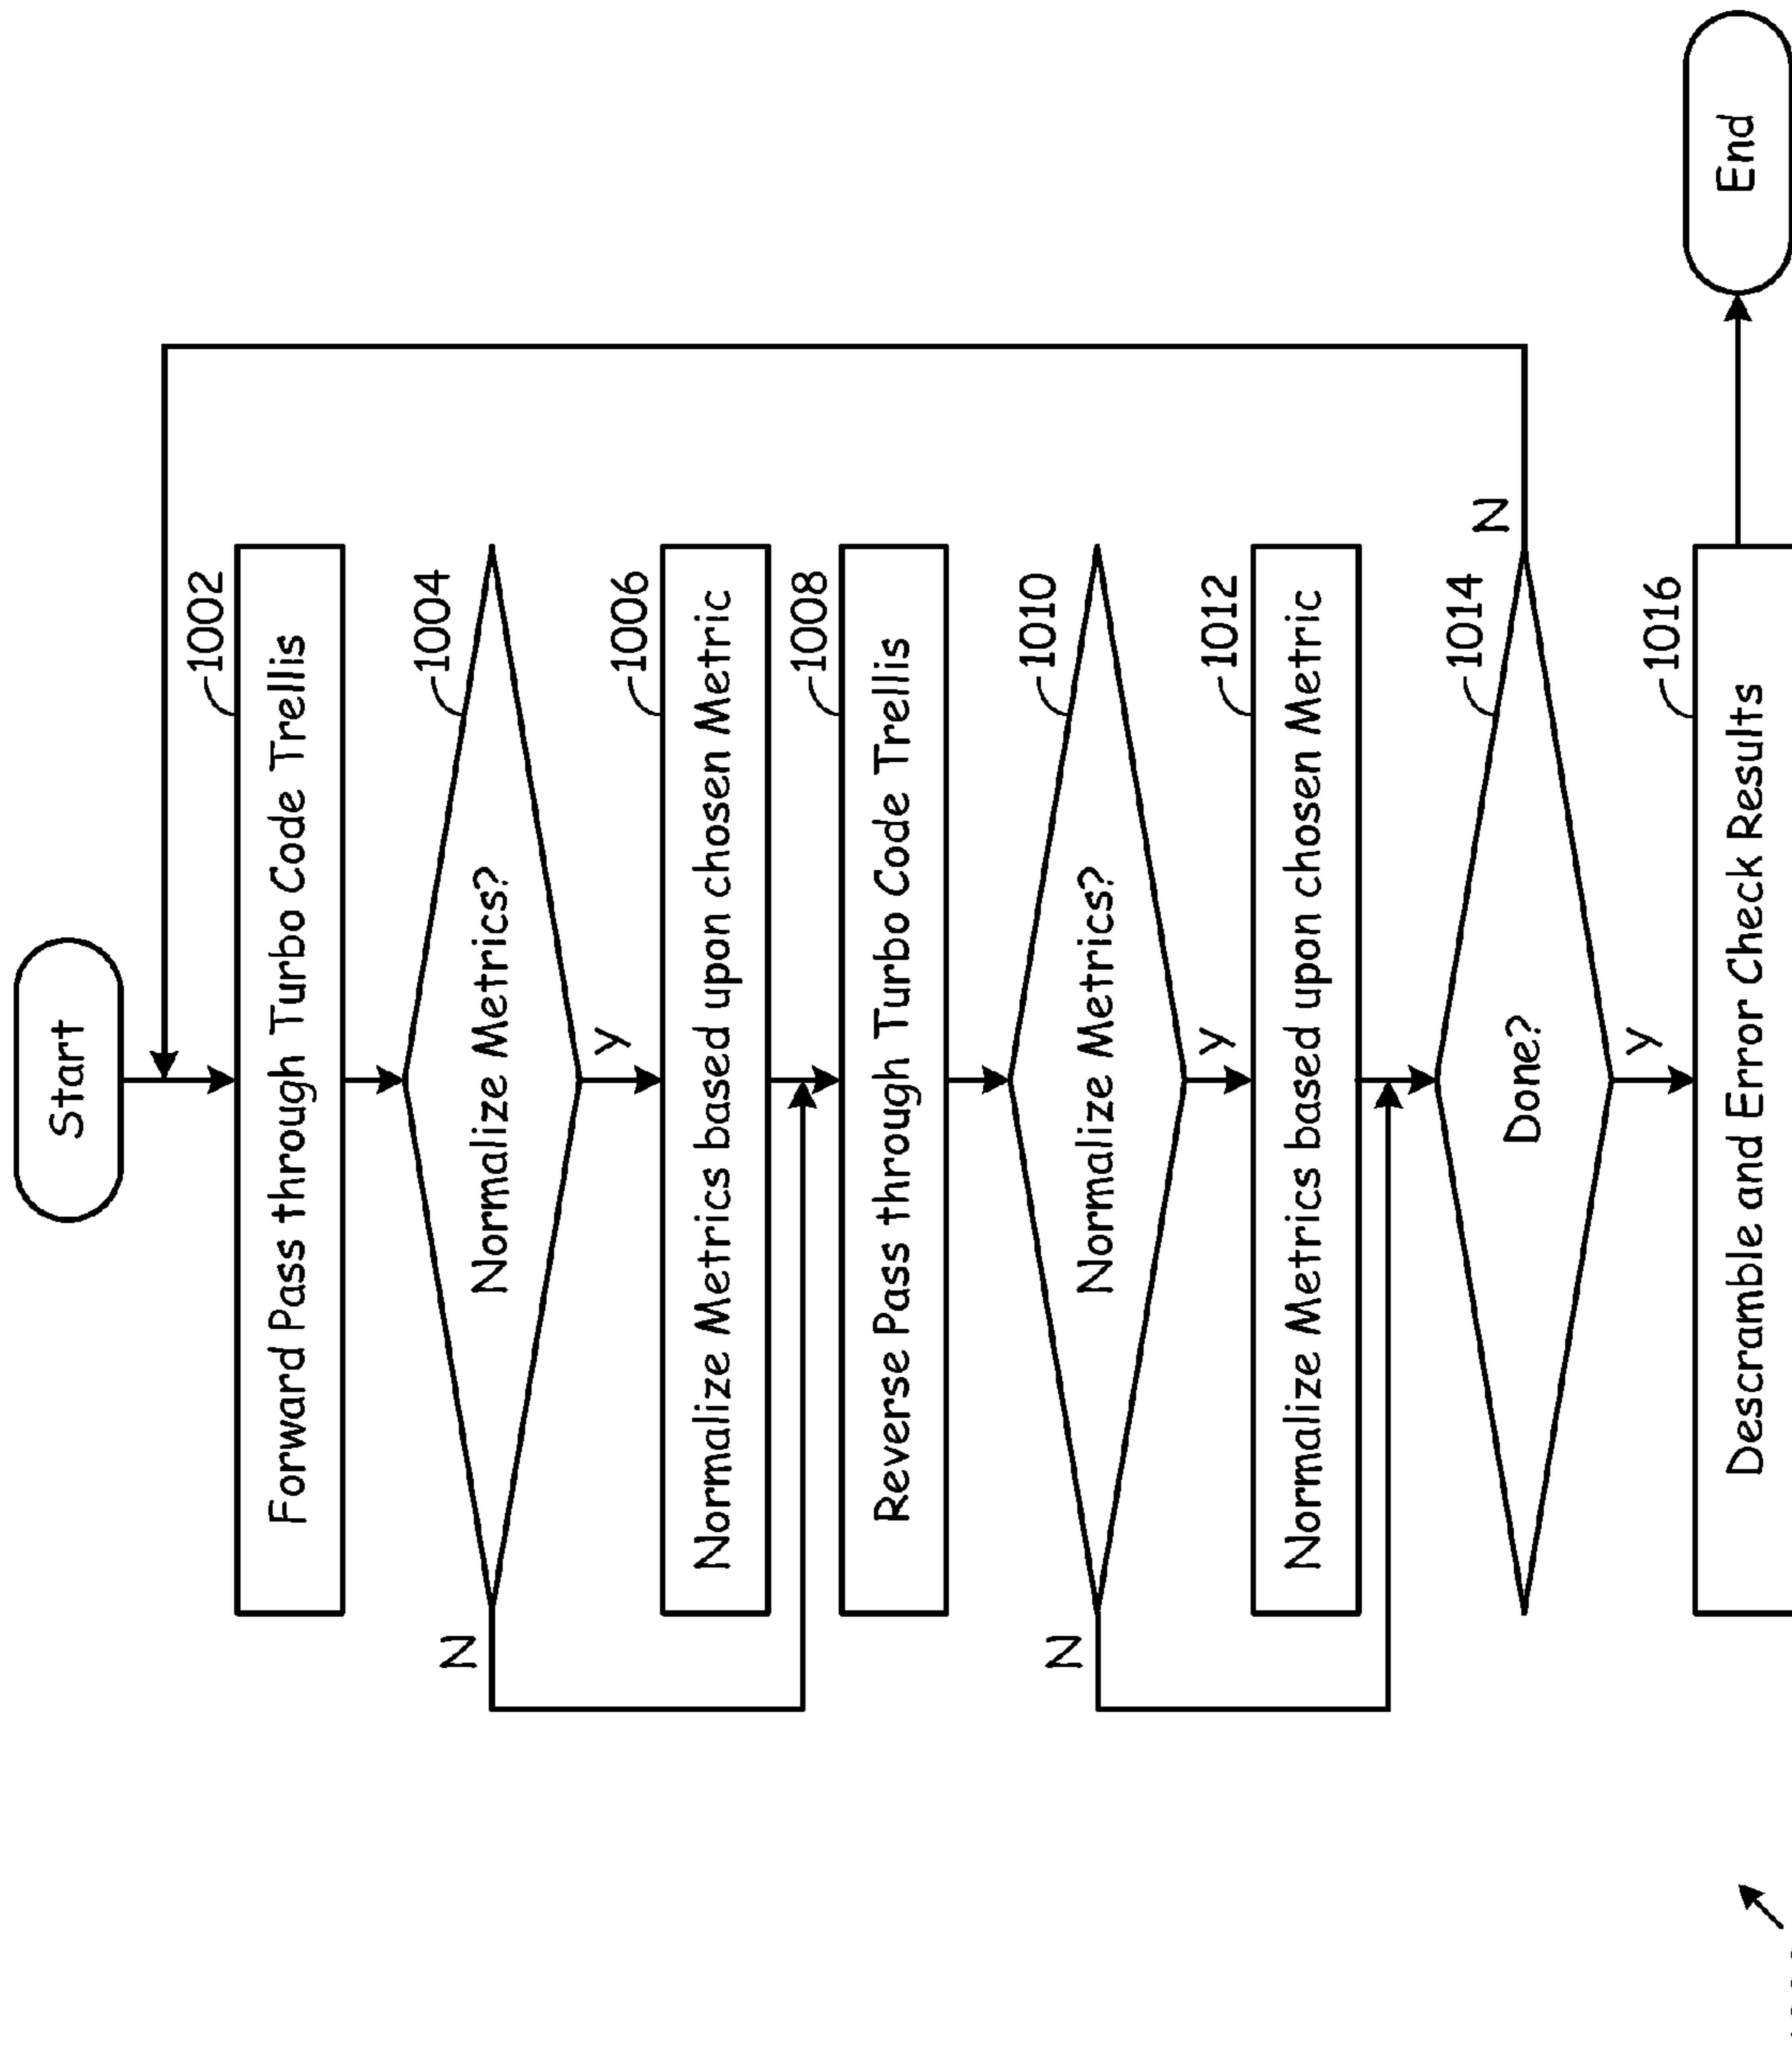 Start
1002
Forward Pass through Turbo Code Trellis
1004
Normalize Metrics?
N
Y
1006
Normalize Metrics based upon chosen Metric
1008
Reverse Pass through Turbo Code Trellis
1010
Normalize Metrics?
N
Y
1012
Normalize Metrics based upon chosen Metric
1014
Done?
N
Y
1016
Descramble and Error Check Results
End